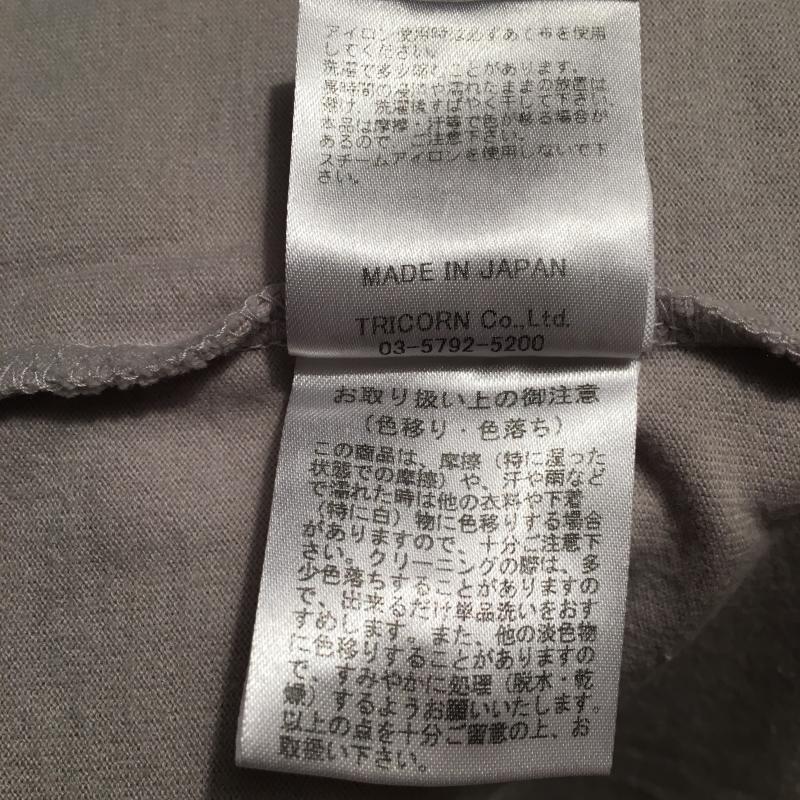 アイロン使用時は必ずあて布を使用
してください。
洗濯で多少縮むことがあります。
長時間の浸漬や濡れたままの放置は
避け、洗濯後すばやく干して下さい。
本品は摩擦・汗等で色が移る場合が
あるので、ご注意下さい。
スチームアイロンを使用しないで下
さい。
MADE IN JAPAN
TRICORN Co.,Ltd.
03-5792-5200
お取り扱い上の御注意
（色移り・色落ち）
この商品は、摩擦（特に湿った
状態での摩擦）や、汗や雨など
で濡れた時は他の衣料や下着
（特に白）物に色移りする場合
がありますので、十分ご注意下
さい。クリーニングの際は、多
少色落ちすることがありますの
で、出来るだけ単品洗いをおす
すめします。また、他の淡色物
に色移りすることがありますの
で、すみやかに処理（脱水・乾
燥）するようお願いいたします。
以上の点を十分ご留意の上、お
取扱い下さい。